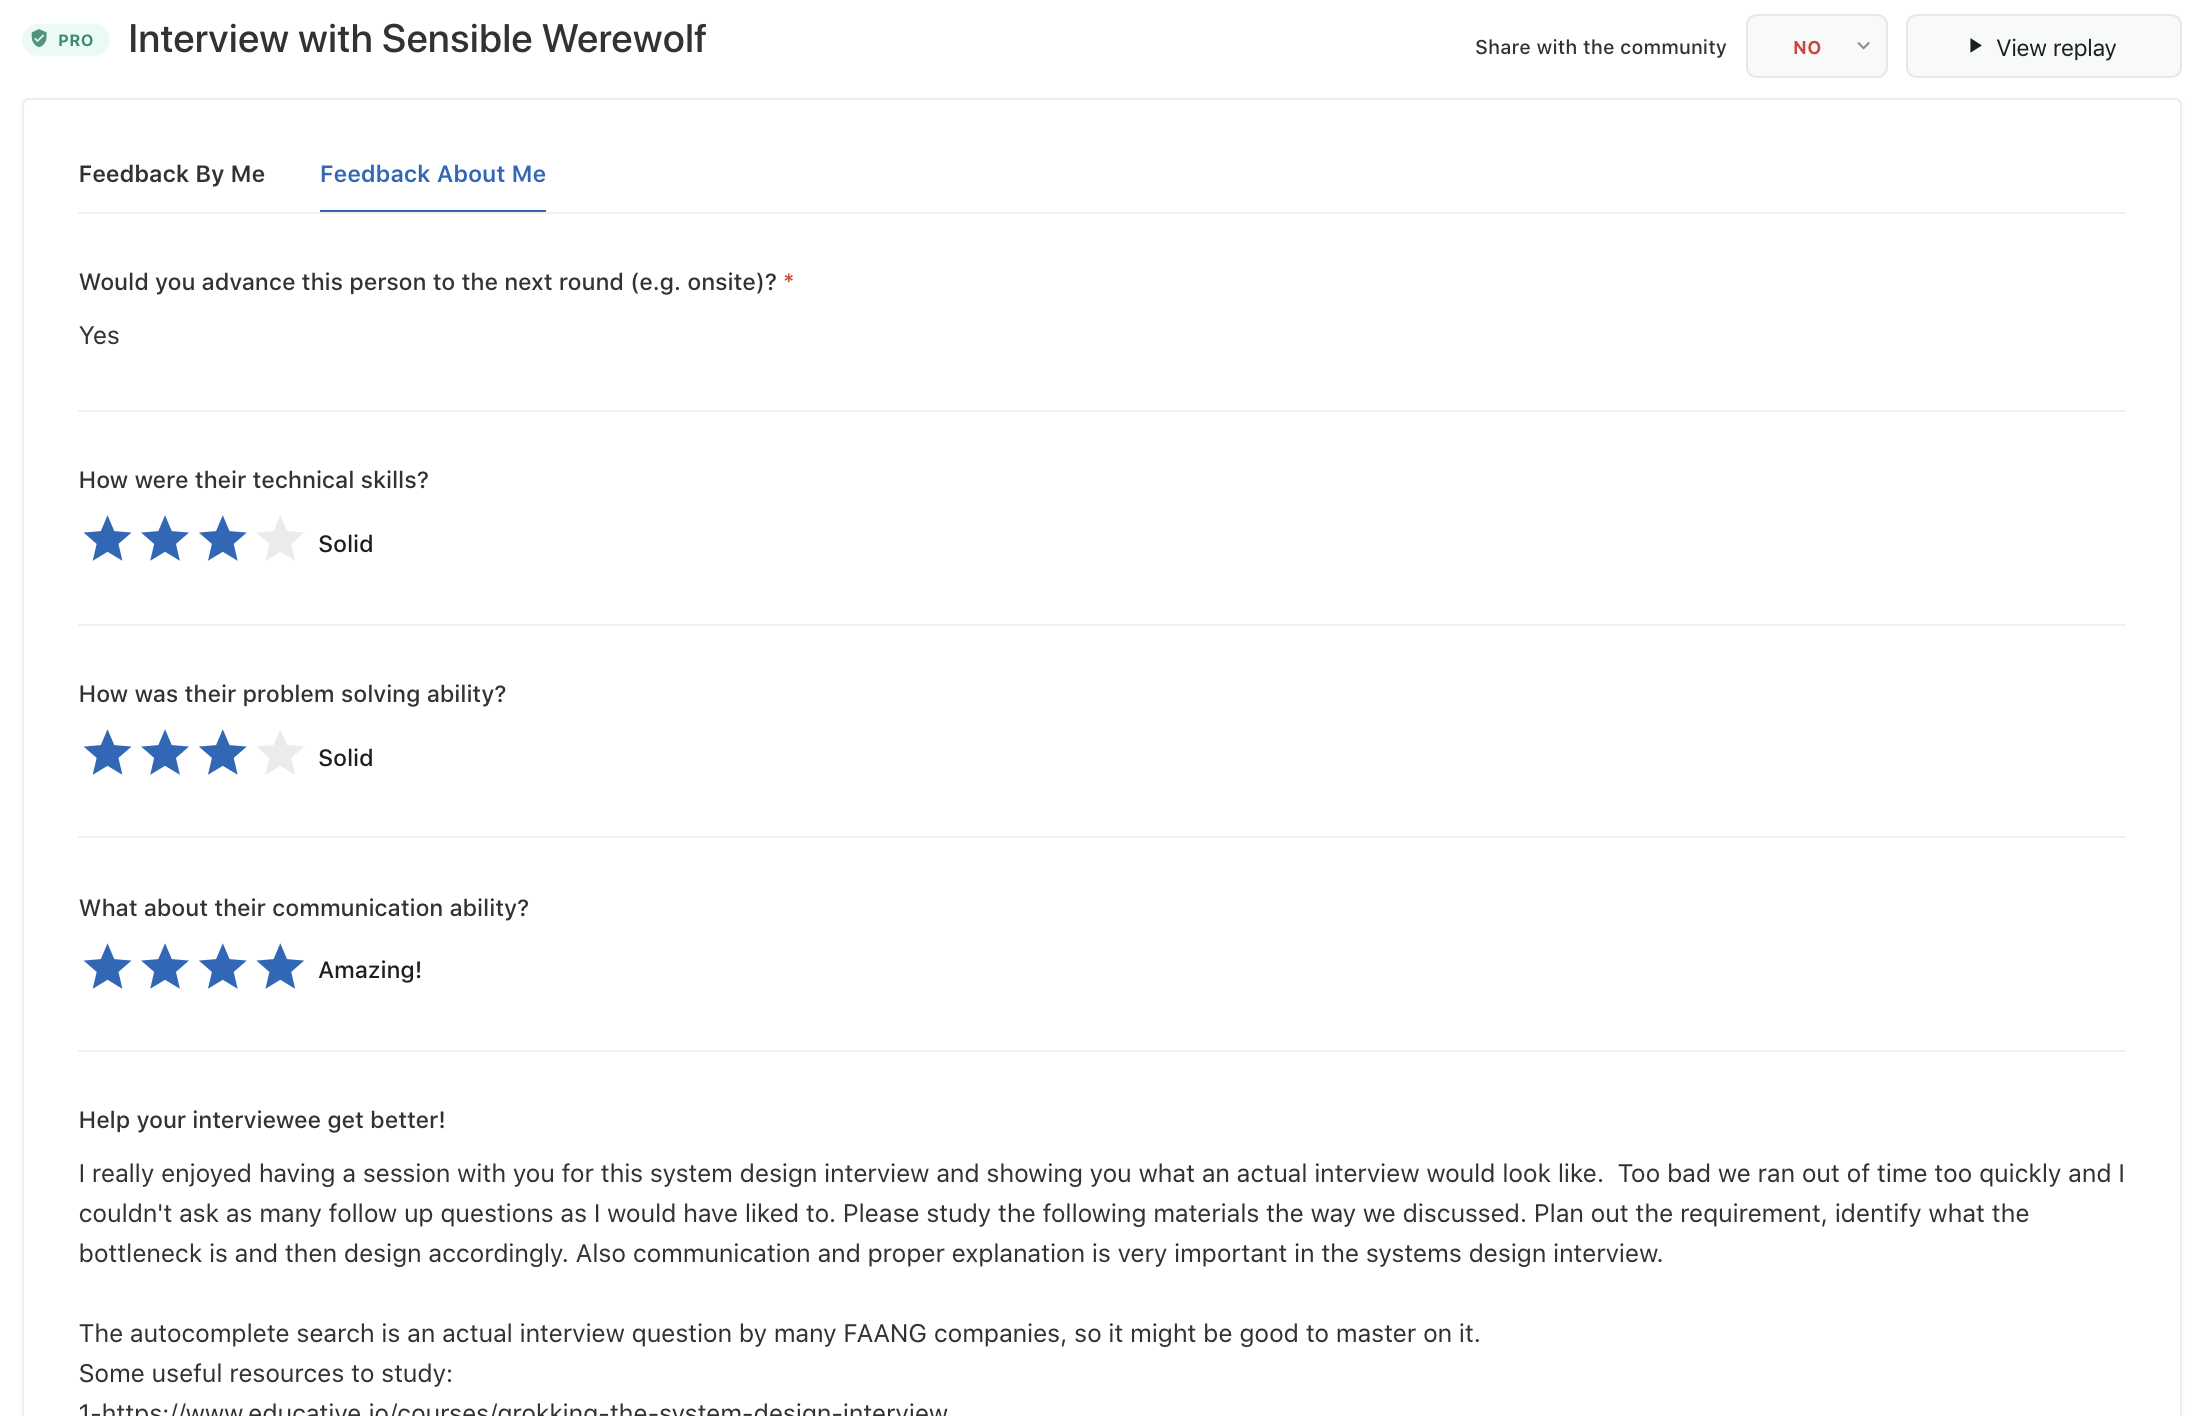 PRO
Interview with Sensible Werewolf
Share with the community
NO
View replay
Feedback By Me
Feedback About Me
Would you advance this person to the next round (e.g. onsite)? *
Yes
How were their technical skills?
Solid
How was their problem solving ability?
Solid
What about their communication ability?
Amazing!
Help your interviewee get better!
I really enjoyed having a session with you for this system design interview and showing you what an actual interview would look like.  Too bad we ran out of time too quickly and I
couldn't ask as many follow up questions as I would have liked to. Please study the following materials the way we discussed. Plan out the requirement, identify what the
bottleneck is and then design accordingly. Also communication and proper explanation is very important in the systems design interview.
The autocomplete search is an actual interview question by many FAANG companies, so it might be good to master on it.
Some useful resources to study:
1-https://www.educative.io/courses/grokking-the-system-design-interview